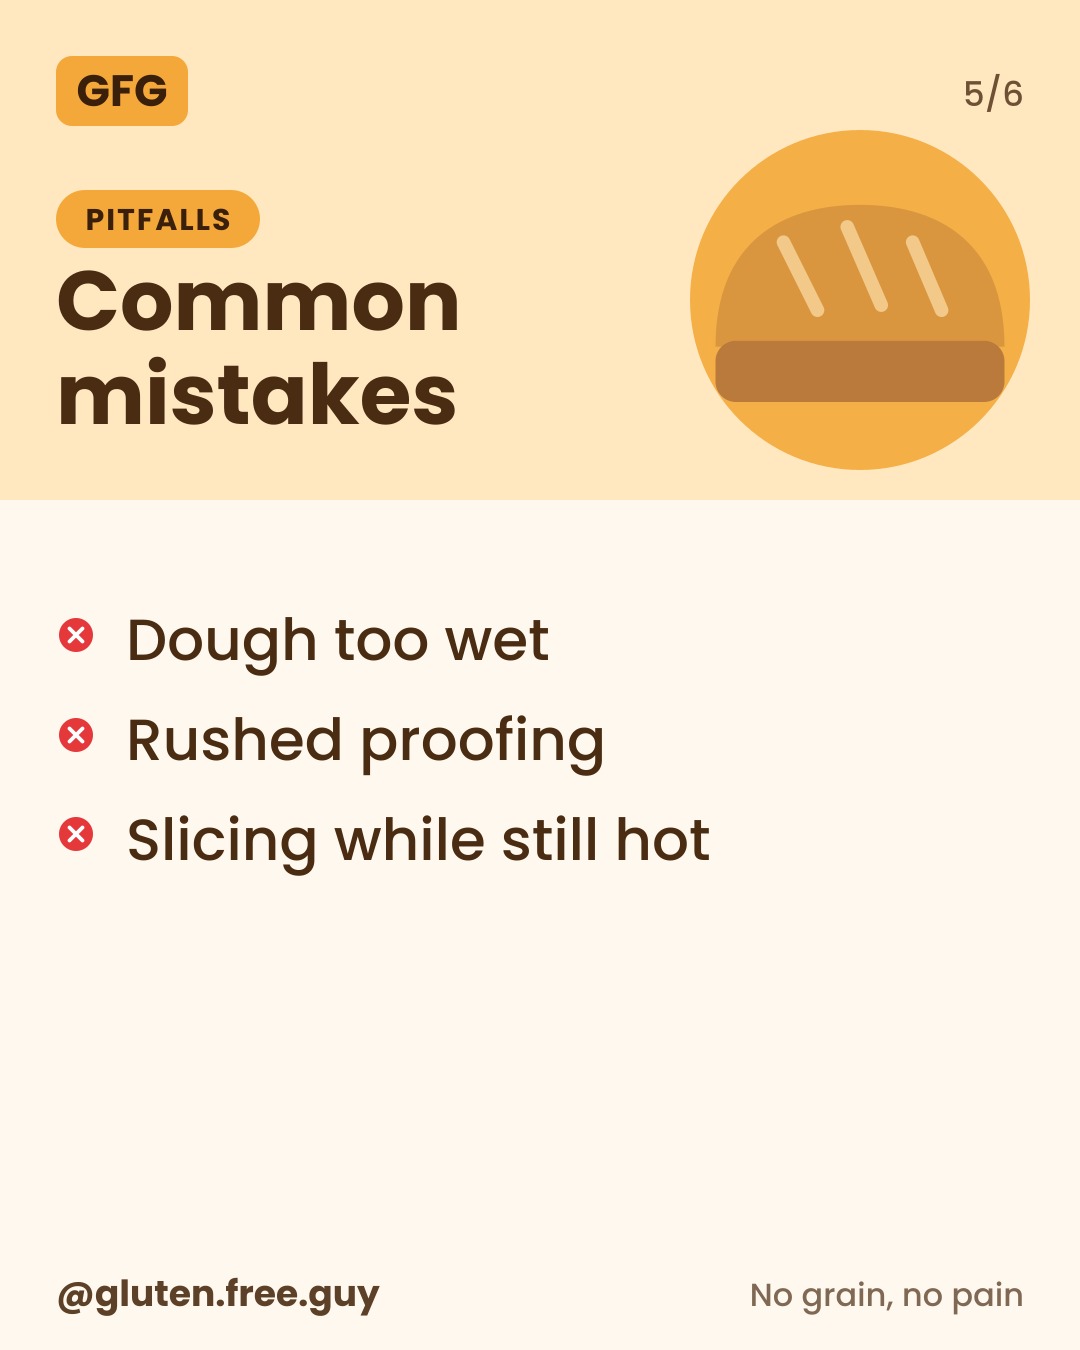 GFG
5/6
PITFALLS
Common
mistakes
Dough too wet
Rushed proofing
Slicing while still hot
@gluten.free.guy
No grain, no pain